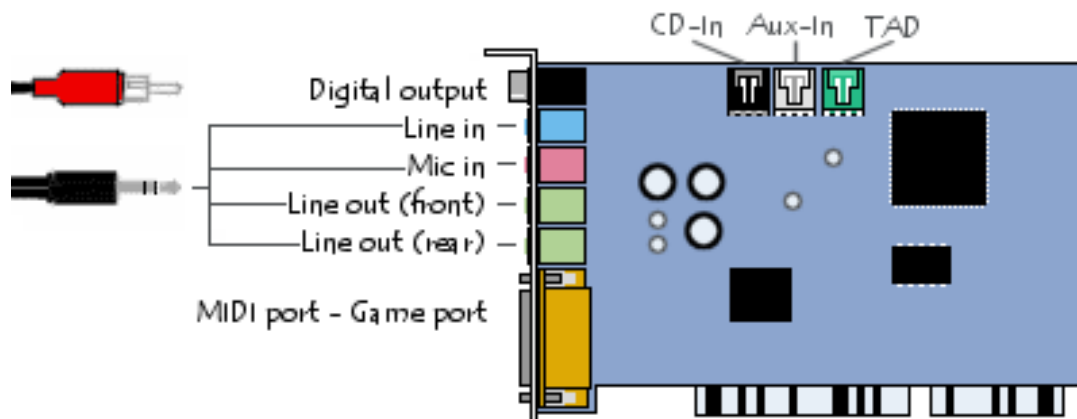 CD-In Aux-In TAD
Digital output
Line in
Mic in
Line out (front)
Line out (rear)
MIDI port - Game port